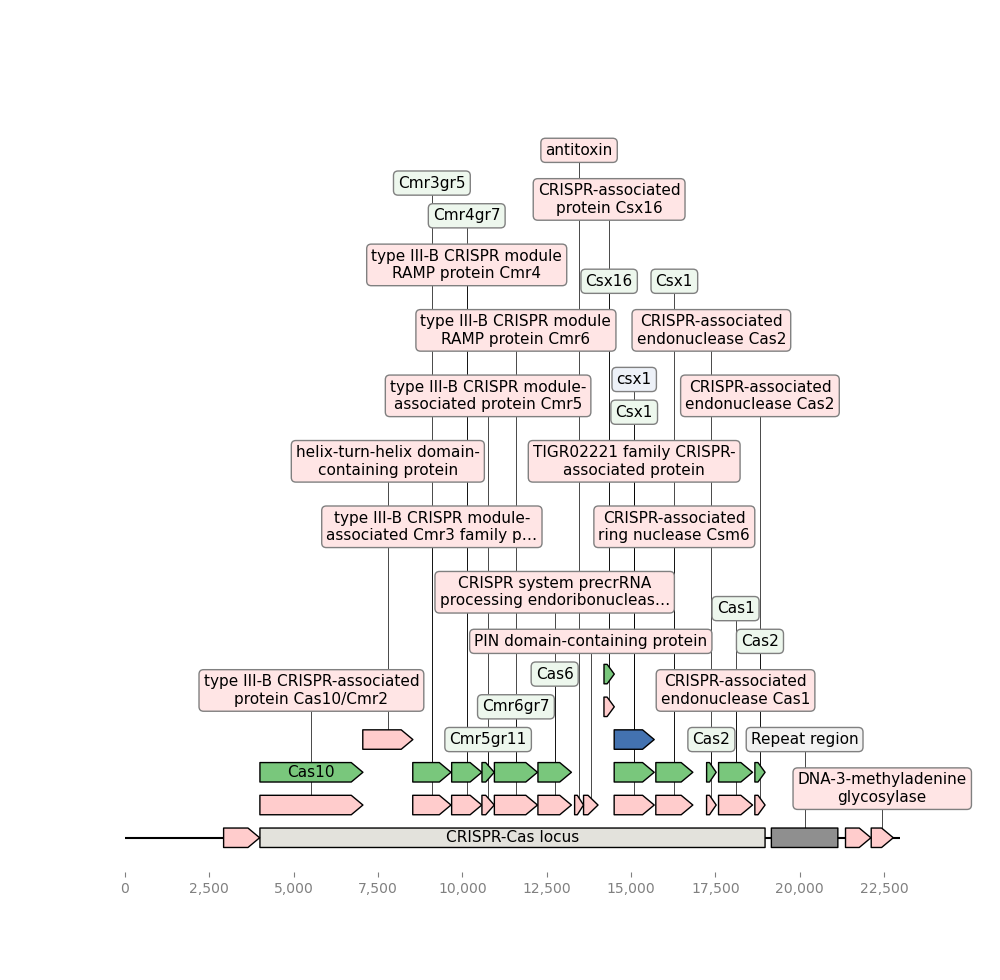 antitoxin
Cmr3gr5
CRISPR-associated
protein Csx16
Cmr4gr7
type III-B CRISPR module
RAMP protein Cmr4
Csx16
Csx1
type III-B CRISPR module
RAMP protein Cmr6
CRISPR-associated
endonuclease Cas2
csx1
type III-B CRISPR module-
associated protein Cmr5
CRISPR-associated
endonuclease Cas2
Csx1
helix-turn-helix domain-
containing protein
TIGR02221 family CRISPR-
associated protein
type III-B CRISPR module-
associated Cmr3 family p…
CRISPR-associated
ring nuclease Csm6
CRISPR system precrRNA
processing endoribonucleas…
Cas1
PIN domain-containing protein
Cas2
Cas6
type III-B CRISPR-associated
protein Cas10/Cmr2
CRISPR-associated
endonuclease Cas1
Cmr6gr7
Cmr5gr11
Cas2
Repeat region
Cas10
DNA-3-methyladenine
glycosylase
CRISPR-Cas locus
0 2,500 5,000 7,500 10,000 12,500 15,000 17,500 20,000 22,500